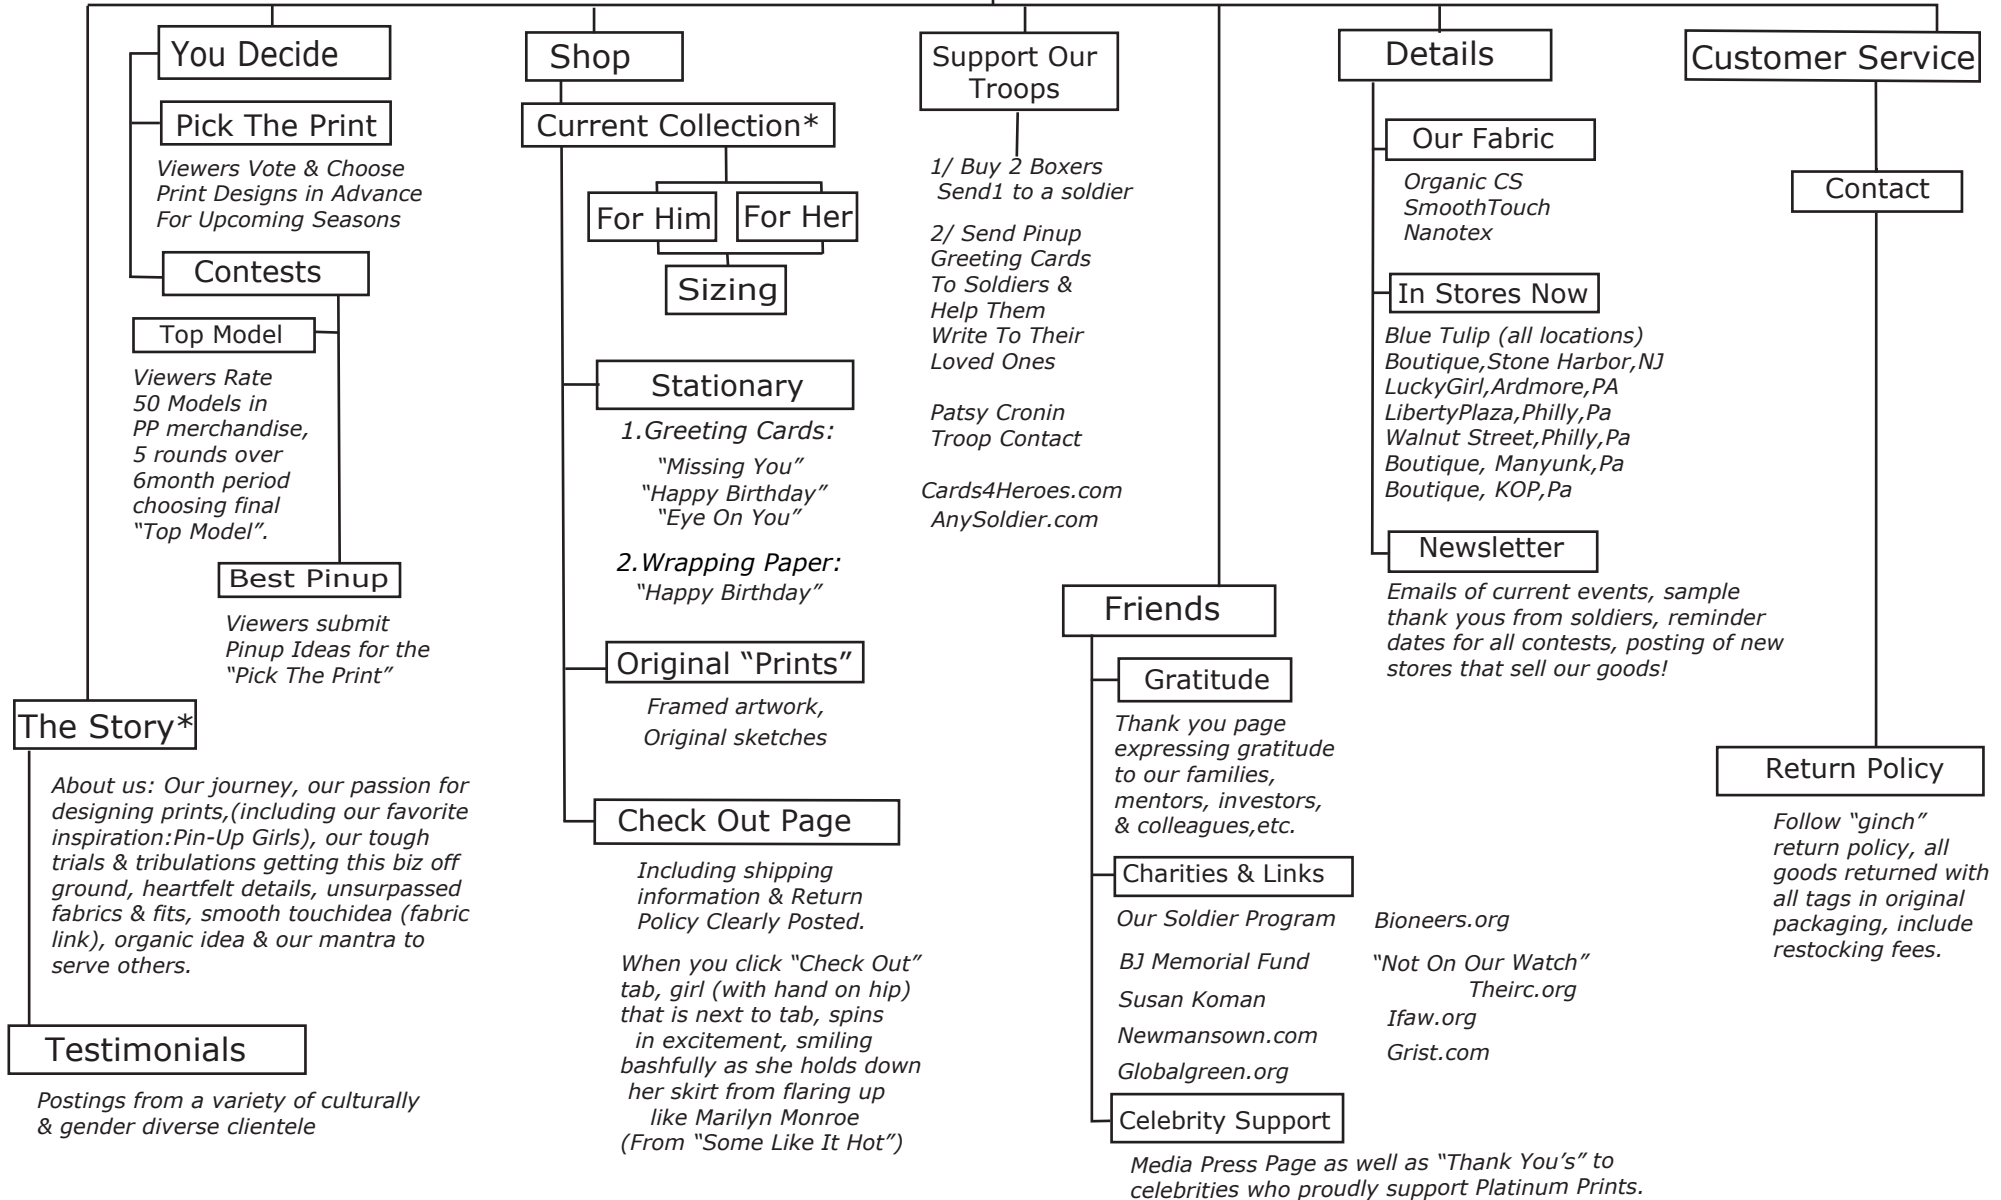 You Decide
Pick The Print
Viewers Vote & Choose
Print Designs in Advance
For Upcoming Seasons
Contests
Top Model
Viewers Rate
50 Models in
PP merchandise,
5 rounds over
6month period
choosing final
“Top Model”.
Best Pinup
Viewers submit
Pinup Ideas for the
“Pick The Print”
The Story*
About us: Our journey, our passion for
designing prints,(including our favorite
inspiration:Pin-Up Girls), our tough
trials & tribulations getting this biz off
ground, heartfelt details, unsurpassed
fabrics & fits, smooth touchidea (fabric
link), organic idea & our mantra to
serve others.
Testimonials
Postings from a variety of culturally
& gender diverse clientele
Shop
Current Collection*
For Him
For Her
Sizing
Stationary
1.Greeting Cards:
“Missing You”
“Happy Birthday”
“Eye On You”
2.Wrapping Paper:
“Happy Birthday”
Original “Prints”
Framed artwork,
Original sketches
Check Out Page
Including shipping
information & Return
Policy Clearly Posted.
When you click “Check Out”
tab, girl (with hand on hip)
that is next to tab, spins
in excitement, smiling
bashfully as she holds down
her skirt from flaring up
like Marilyn Monroe
(From “Some Like It Hot”)
Support Our
Troops
1/ Buy 2 Boxers
Send1 to a soldier
2/ Send Pinup
Greeting Cards
To Soldiers &
Help Them
Write To Their
Loved Ones
Patsy Cronin
Troop Contact
Cards4Heroes.com
AnySoldier.com
Friends
Gratitude
Thank you page
expressing gratitude
to our families,
mentors, investors,
& colleagues,etc.
Charities & Links
Our Soldier Program
BJ Memorial Fund
Susan Koman
Newmansown.com
Globalgreen.org
Bioneers.org
“Not On Our Watch”
Theirc.org
Ifaw.org
Grist.com
Celebrity Support
Media Press Page as well as “Thank You’s” to
celebrities who proudly support Platinum Prints.
Details
Our Fabric
Organic CS
SmoothTouch
Nanotex
In Stores Now
Blue Tulip (all locations)
Boutique,Stone Harbor,NJ
LuckyGirl,Ardmore,PA
LibertyPlaza,Philly,Pa
Walnut Street,Philly,Pa
Boutique, Manyunk,Pa
Boutique, KOP,Pa
Newsletter
Emails of current events, sample
thank yous from soldiers, reminder
dates for all contests, posting of new
stores that sell our goods!
Customer Service
Contact
Return Policy
Follow “ginch”
return policy, all
goods returned with
all tags in original
packaging, include
restocking fees.